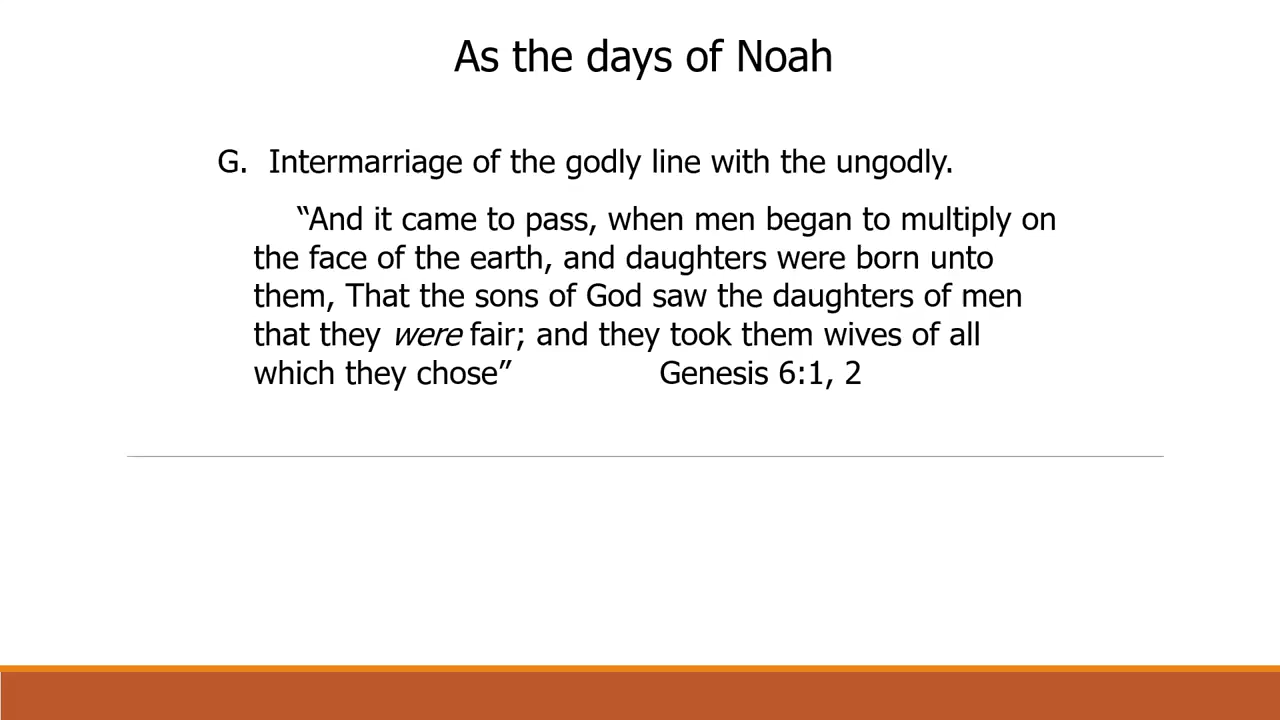 As the days of Noah
G. Intermarriage of the godly line with the ungodly.
“And it came to pass, when men began to multiply on
the face of the earth, and daughters were born unto
them, That the sons of God saw the daughters of men
that they were fair; and they took them wives of all
which they chose” Genesis 6:1, 2